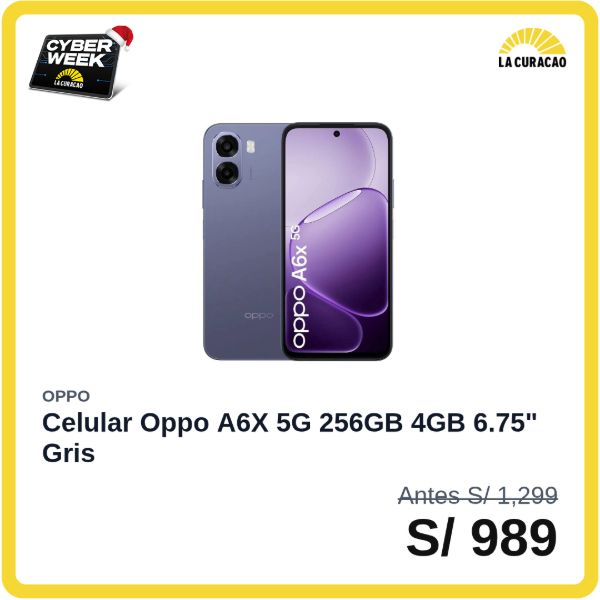 CYBER
WEEK
LA CURACAO
LA CURACAO
oppo A6x 5G
oppo
OPPO
Celular Oppo A6X 5G 256GB 4GB 6.75"
Gris
Antes S/ 1,299
S/ 989